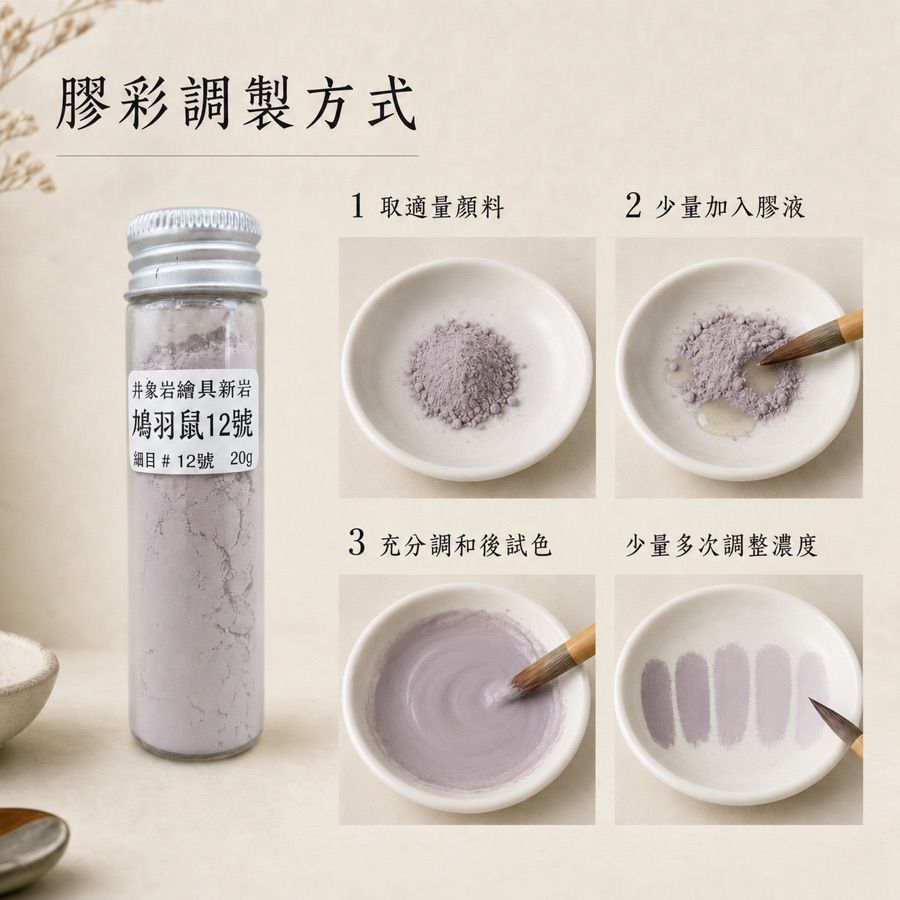 膠彩調製方式
1 取適量顏料
2 少量加入膠液
井象岩繪具新岩
鳩羽鼠12號
細目 # 12號 20g
3 充分調和後試色
少量多次調整濃度